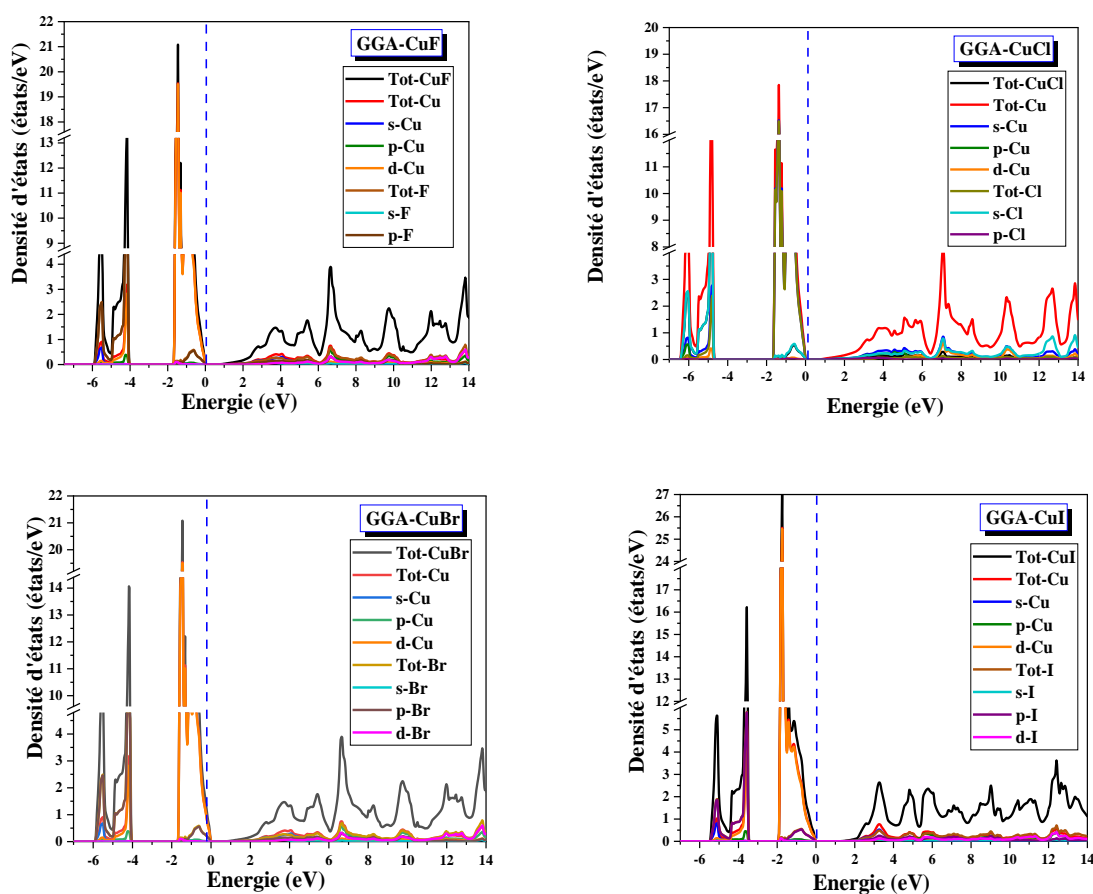 GGA-CuF
Densité d'états (états/eV)
22
21
20
19
18
17
13
12
11
10
9
4
3
2
1
0
Tot-CuF
Tot-Cu
s-Cu
p-Cu
d-Cu
Tot-F
s-F
p-F
-6 -4 -2 0 2 4 6 8 10 12 14
Energie (eV)
GGA-CuCl
Densité d'états (états/eV)
20
19
18
17
16
11
10
9
8
3
2
1
0
Tot-CuCl
Tot-Cu
s-Cu
p-Cu
d-Cu
Tot-Cl
s-Cl
p-Cl
-6 -4 -2 0 2 4 6 8 10 12 14
Energie (eV)
GGA-CuBr
Densité d'états (états/eV)
22
21
20
19
14
13
12
11
10
4
3
2
1
0
Tot-CuBr
Tot-Cu
s-Cu
p-Cu
d-Cu
Tot-Br
s-Br
p-Br
d-Br
-6 -4 -2 0 2 4 6 8 10 12 14
Energie (eV)
GGA-CuI
Densité d'états (états/eV)
27
26
25
24
17
16
15
14
13
12
5
4
3
2
1
0
Tot-CuI
Tot-Cu
s-Cu
p-Cu
d-Cu
Tot-I
s-I
p-I
d-I
-6 -4 -2 0 2 4 6 8 10 12 14
Energie (eV)